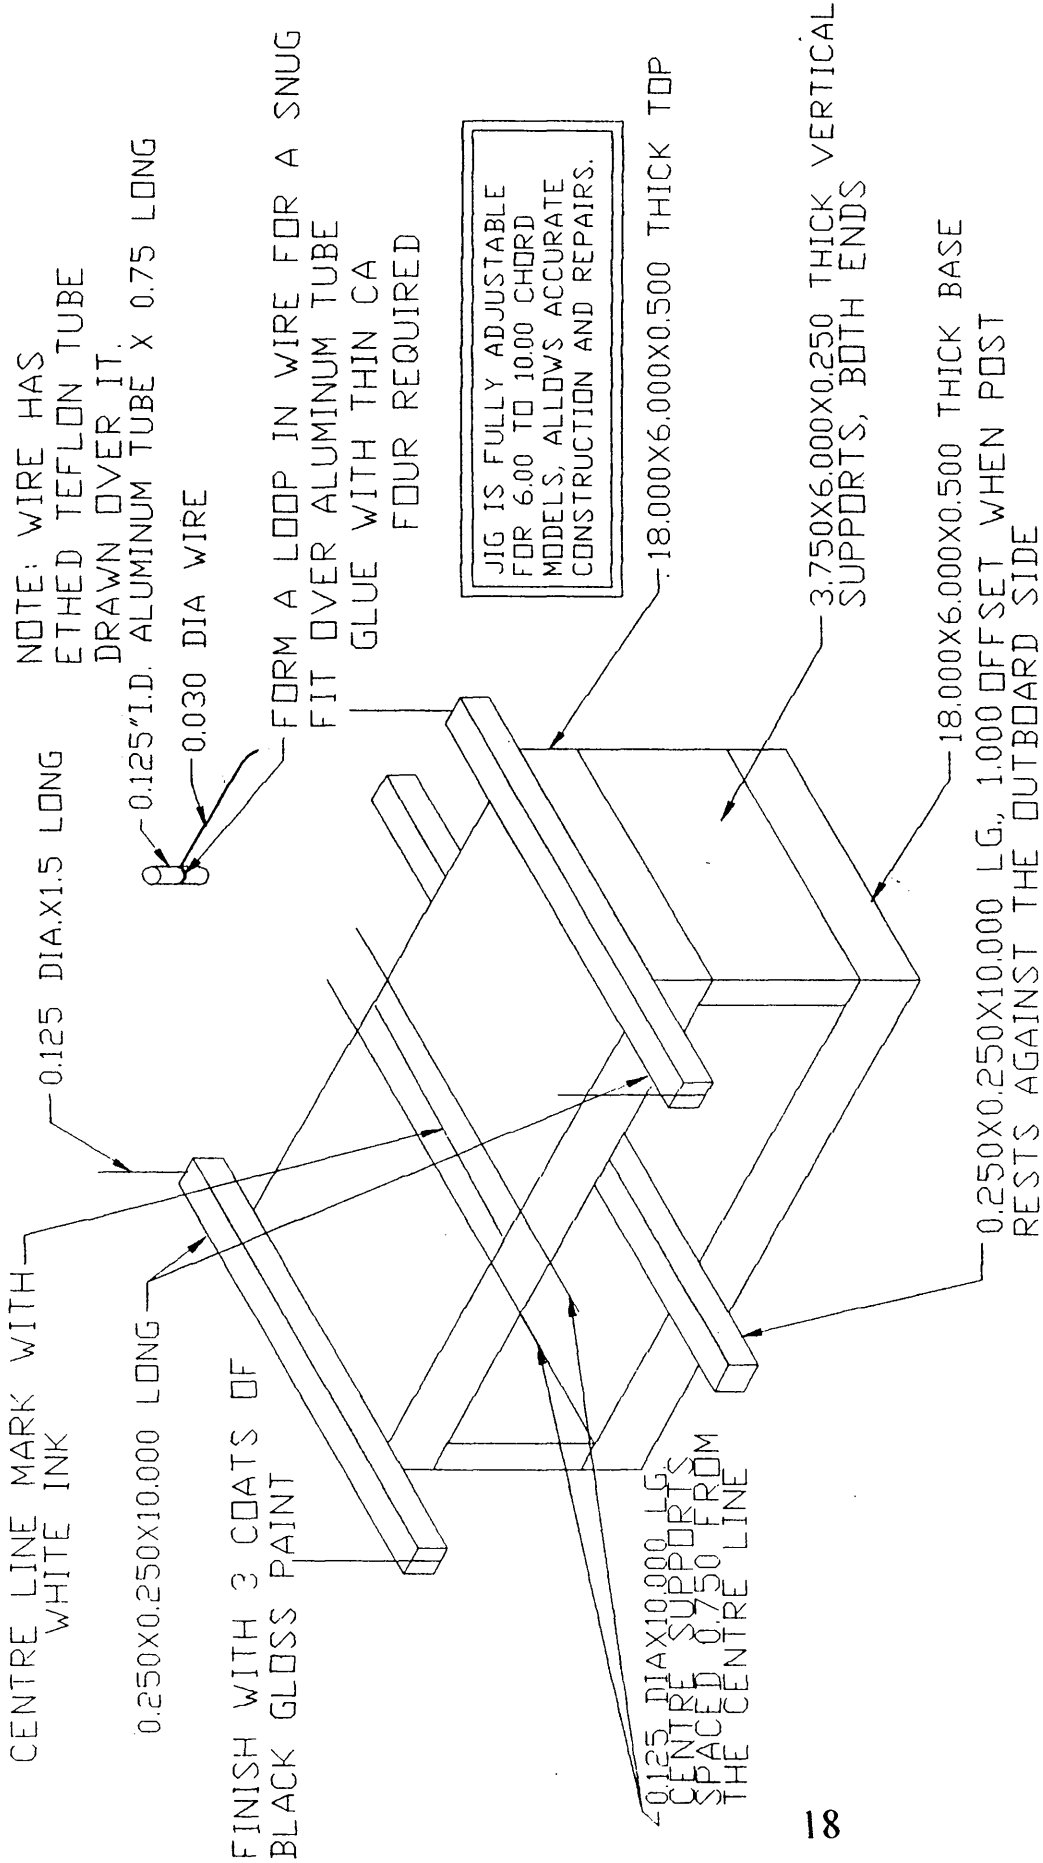 NOTE: WIRE HAS
ETHED TEFLON TUBE
DRAWN OVER IT.
0.125"I.D. ALUMINUM TUBE X 0.75 LONG
0.030 DIA WIRE
FORM A LOOP IN WIRE FOR A SNUG
FIT OVER ALUMINUM TUBE
GLUE WITH THIN CA
FOUR REQUIRED
0.125 DIA.X1.5 LONG
CENTRE LINE MARK WITH
WHITE INK
0.250X0.250X10.000 LONG
FINISH WITH 3 COATS OF
BLACK GLOSS PAINT
JIG IS FULLY ADJUSTABLE
FOR 6.00 TO 10.00 CHORD
MODELS, ALLOWS ACCURATE
CONSTRUCTION AND REPAIRS.
18.000X6.000X0.500 THICK TOP
3.750X6.000X0.250 THICK VERTICAL
SUPPORTS, BOTH ENDS
18.000X6.000X0.500 THICK BASE
0.250X0.250X10.000 LG., 1.000 OFFSET WHEN POST
RESTS AGAINST THE OUTBOARD SIDE
0.125 DIAX10.000 LG.
CENTRE SUPPORTS
SPACED 0.750 FROM
THE CENTRE LINE
18